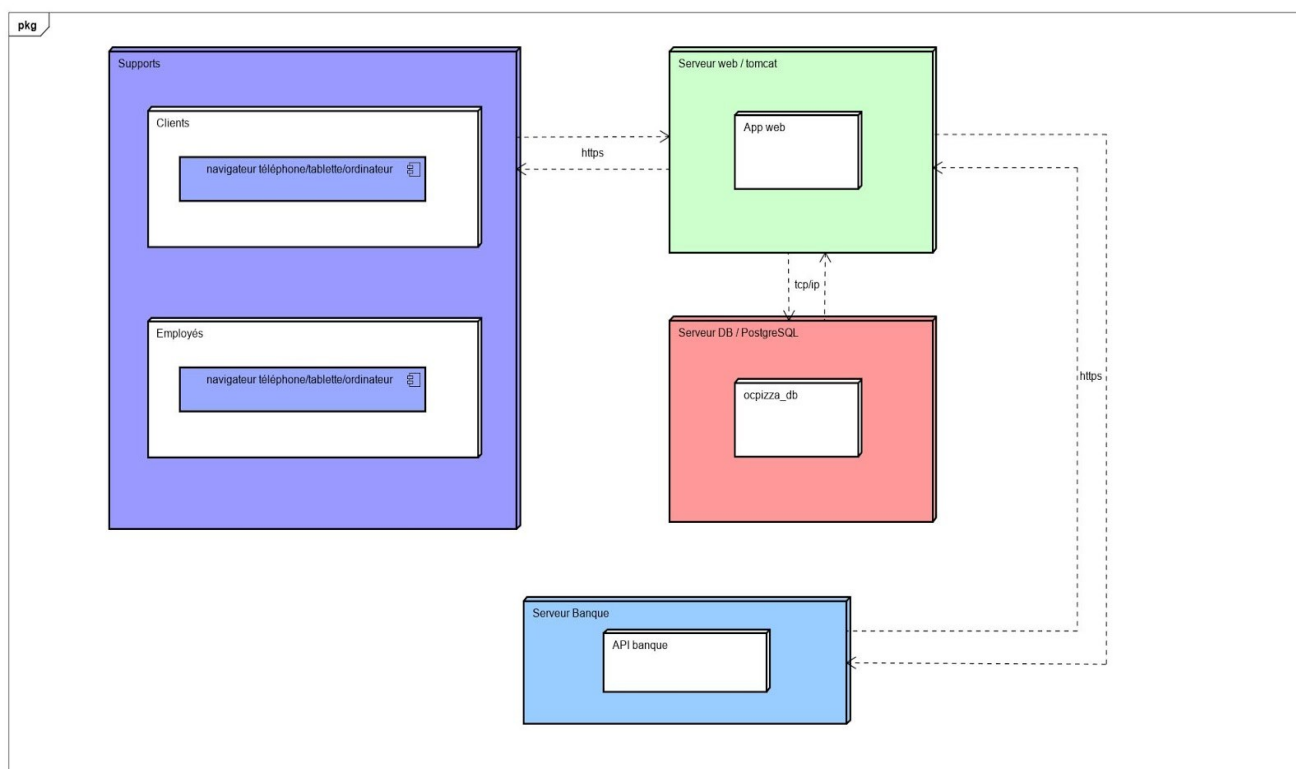 pkg
Supports
Clients
navigateur téléphone/tablette/ordinateur
Employés
navigateur téléphone/tablette/ordinateur
https
Serveur web / tomcat
App web
tcp/ip
Serveur DB / PostgreSQL
ocpizza_db
https
Serveur Banque
API banque